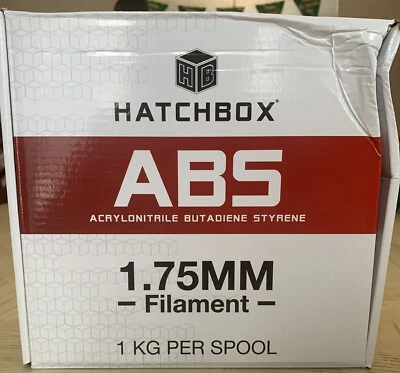 HB
HATCHBOX®
ABS
ACRYLONITRILE BUTADIENE STYRENE
1.75MM
– Filament –
1 KG PER SPOOL